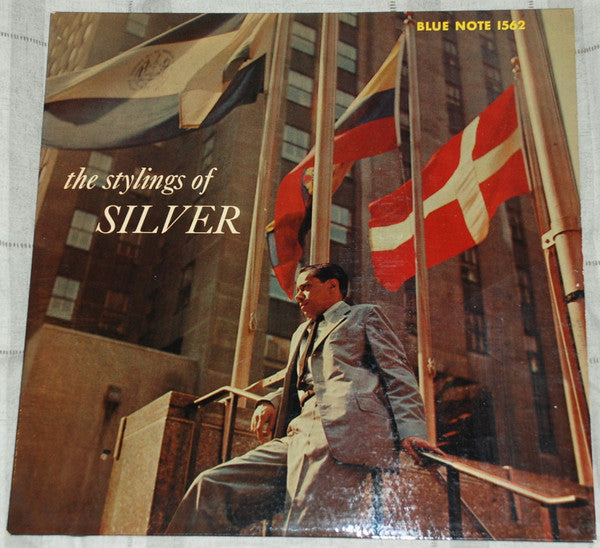 BLUE NOTE 1562
the stylings of
SILVER